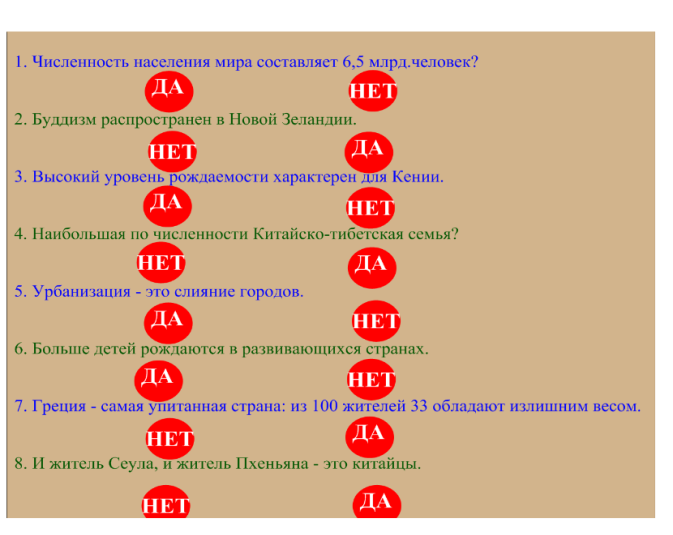 1. Численность населения мира составляет 6,5 млрд.человек?
ДА НЕТ
2. Буддизм распространен в Новой Зеландии.
НЕТ ДА
3. Высокий уровень рождаемости характерен для Кении.
ДА НЕТ
4. Наибольшая по численности Китайско-тибетская семья?
НЕТ ДА
5. Урбанизация - это слияние городов.
ДА НЕТ
6. Больше детей рождаются в развивающихся странах.
ДА НЕТ
7. Греция - самая упитанная страна: из 100 жителей 33 обладают излишним весом.
НЕТ ДА
8. И житель Сеула, и житель Пхеньяна - это китайцы.
НЕТ ДА